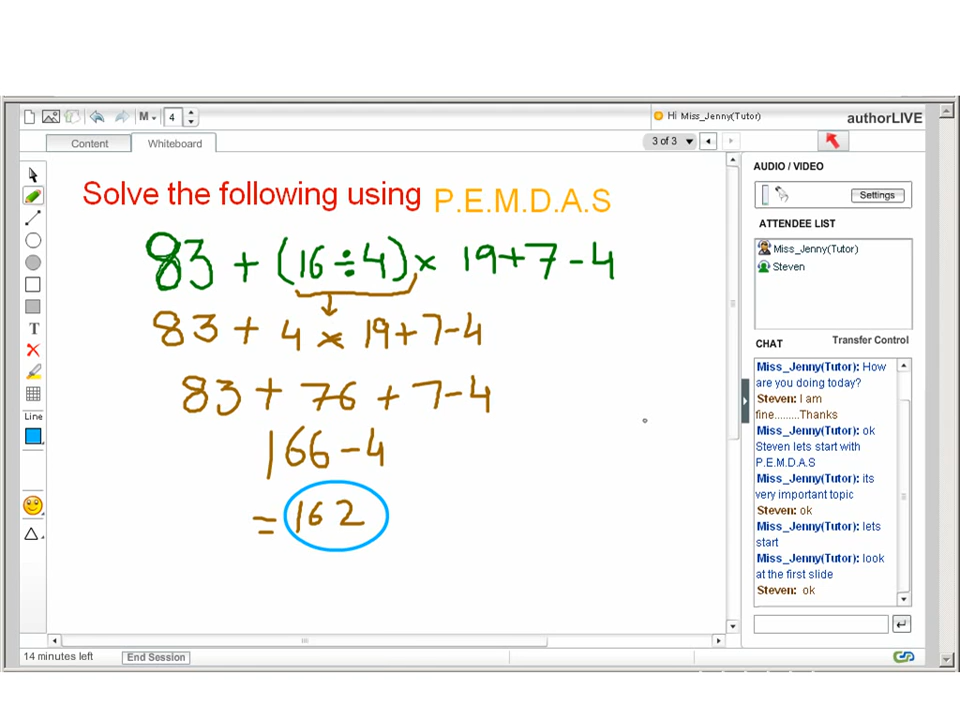 M 4 Hi Miss_Jenny(Tutor) authorLIVE
Content Whiteboard 3 of 3
Solve the following using P.E.M.D.A.S
83 + (16 ÷ 4) × 19 + 7 - 4
83 + 4 × 19 + 7 - 4
83 + 76 + 7 - 4
166 - 4
= 162
T
Line
AUDIO / VIDEO
Settings
ATTENDEE LIST
Miss_Jenny(Tutor)
Steven
CHAT Transfer Control
Miss_Jenny(Tutor): How
are you doing today?
Steven: I am
fine.........Thanks
Miss_Jenny(Tutor): ok
Steven lets start with
P.E.M.D.A.S
Miss_Jenny(Tutor): its
very important topic
Steven: ok
Miss_Jenny(Tutor): lets
start
Miss_Jenny(Tutor): look
at the first slide
Steven: ok
14 minutes left End Session